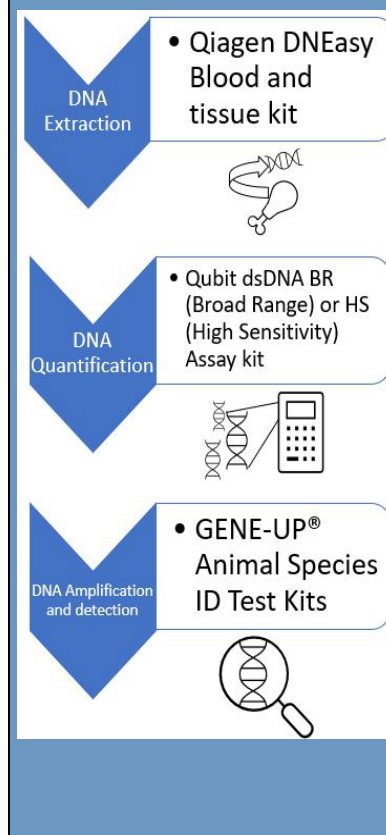 DNA
Extraction
• Qiagen DNEasy
Blood and
tissue kit
DNA
Quantification
• Qubit dsDNA BR
(Broad Range) or HS
(High Sensitivity)
Assay kit
DNA Amplification
and detection
• GENE-UP®
Animal Species
ID Test Kits